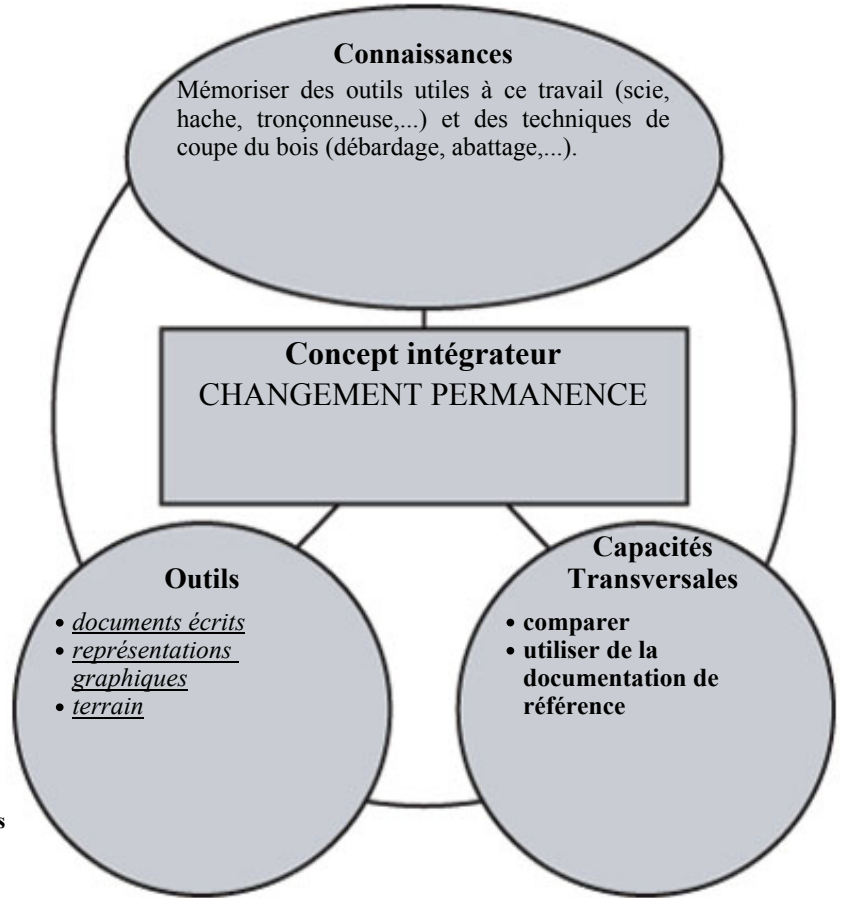 Connaissances
Mémoriser des outils utiles à ce travail (scie,
hache, tronçonneuse,...) et des techniques de
coupe du bois (débardage, abattage,...).
Concept intégrateur
CHANGEMENT PERMANENCE
Outils
• documents écrits
• représentations
graphiques
• terrain
Capacités
Transversales
• comparer
• utiliser de la
documentation de
référence
s